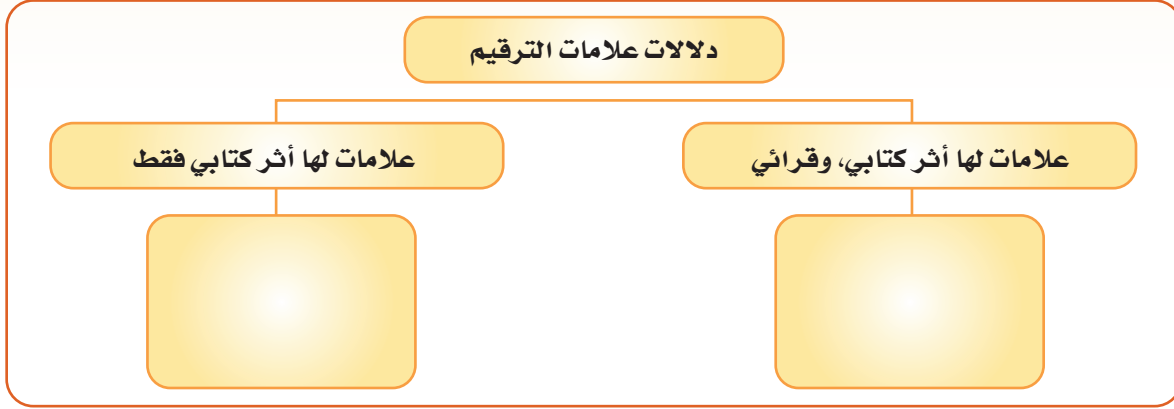 دلالات علامات الترقيم
علامات لها أثر كتابي، وقرائي
علامات لها أثر كتابي فقط